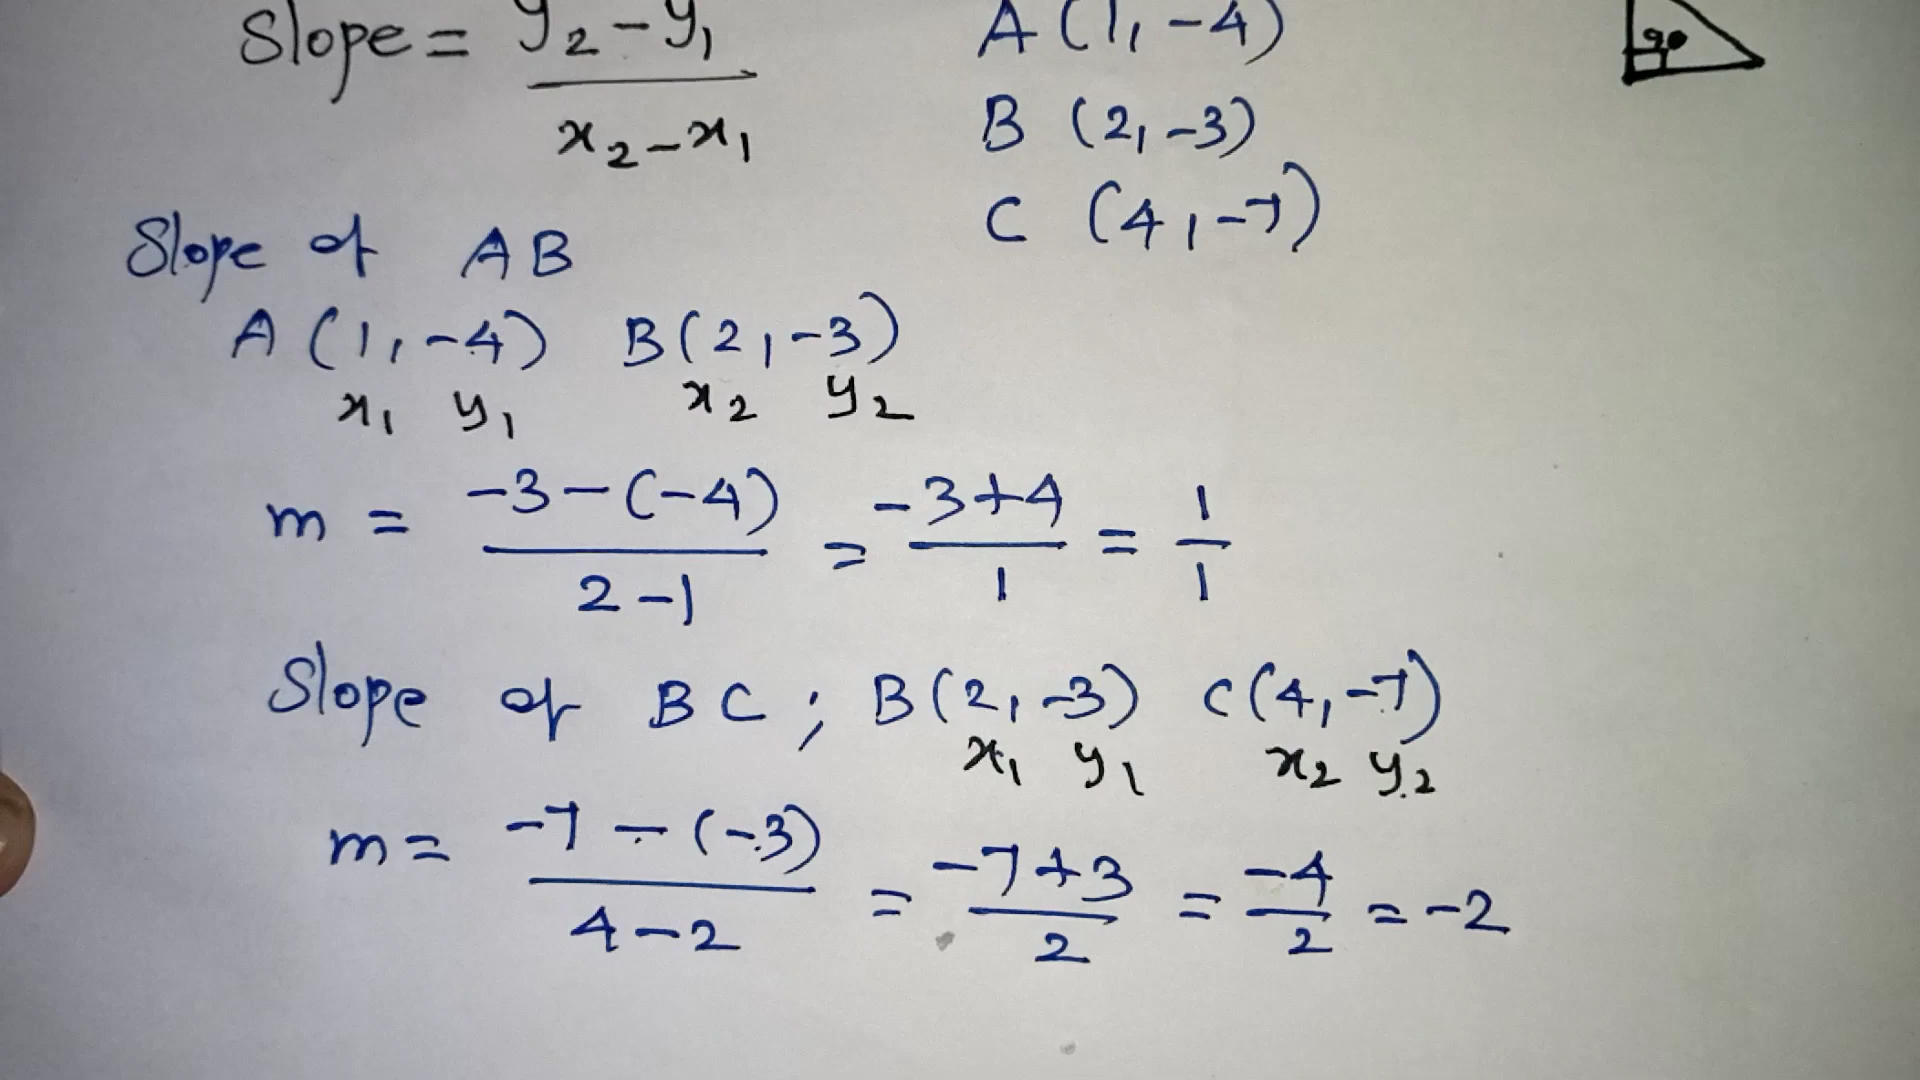 Slope = y₂ - y₁ / x₂ - x₁
A (1, -4)
B (2, -3)
C (4, -7)
90
Slope of AB
A (1, -4) B (2, -3)
x₁ y₁ x₂ y₂
m = -3 - (-4) / 2 - 1 = -3 + 4 / 1 = 1 / 1
Slope of BC ; B (2, -3) C (4, -7)
x₁ y₁ x₂ y₂
m = -7 - (-3) / 4 - 2 = -7 + 3 / 2 = -4 / 2 = -2